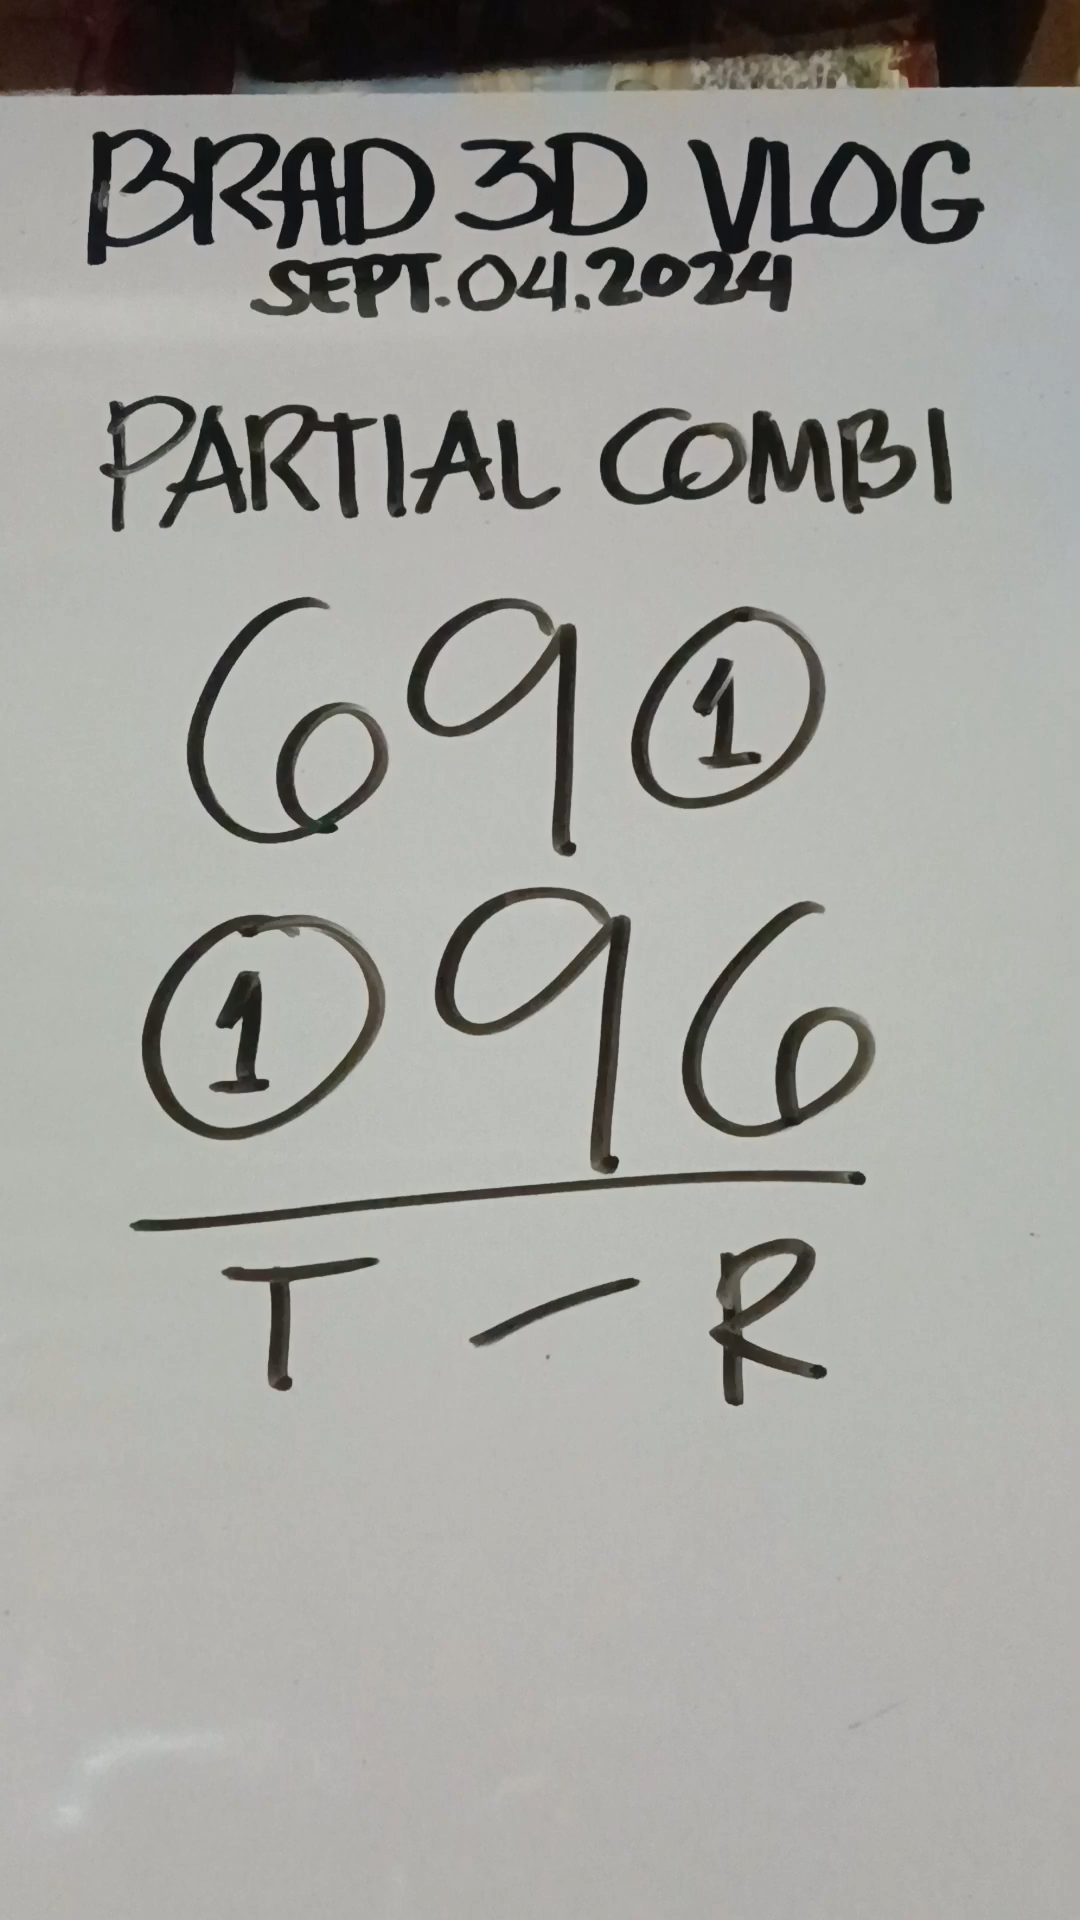 BRAD 3D VLOG
SEPT.04.2024
PARTIAL COMBI
69①
①96
T - R